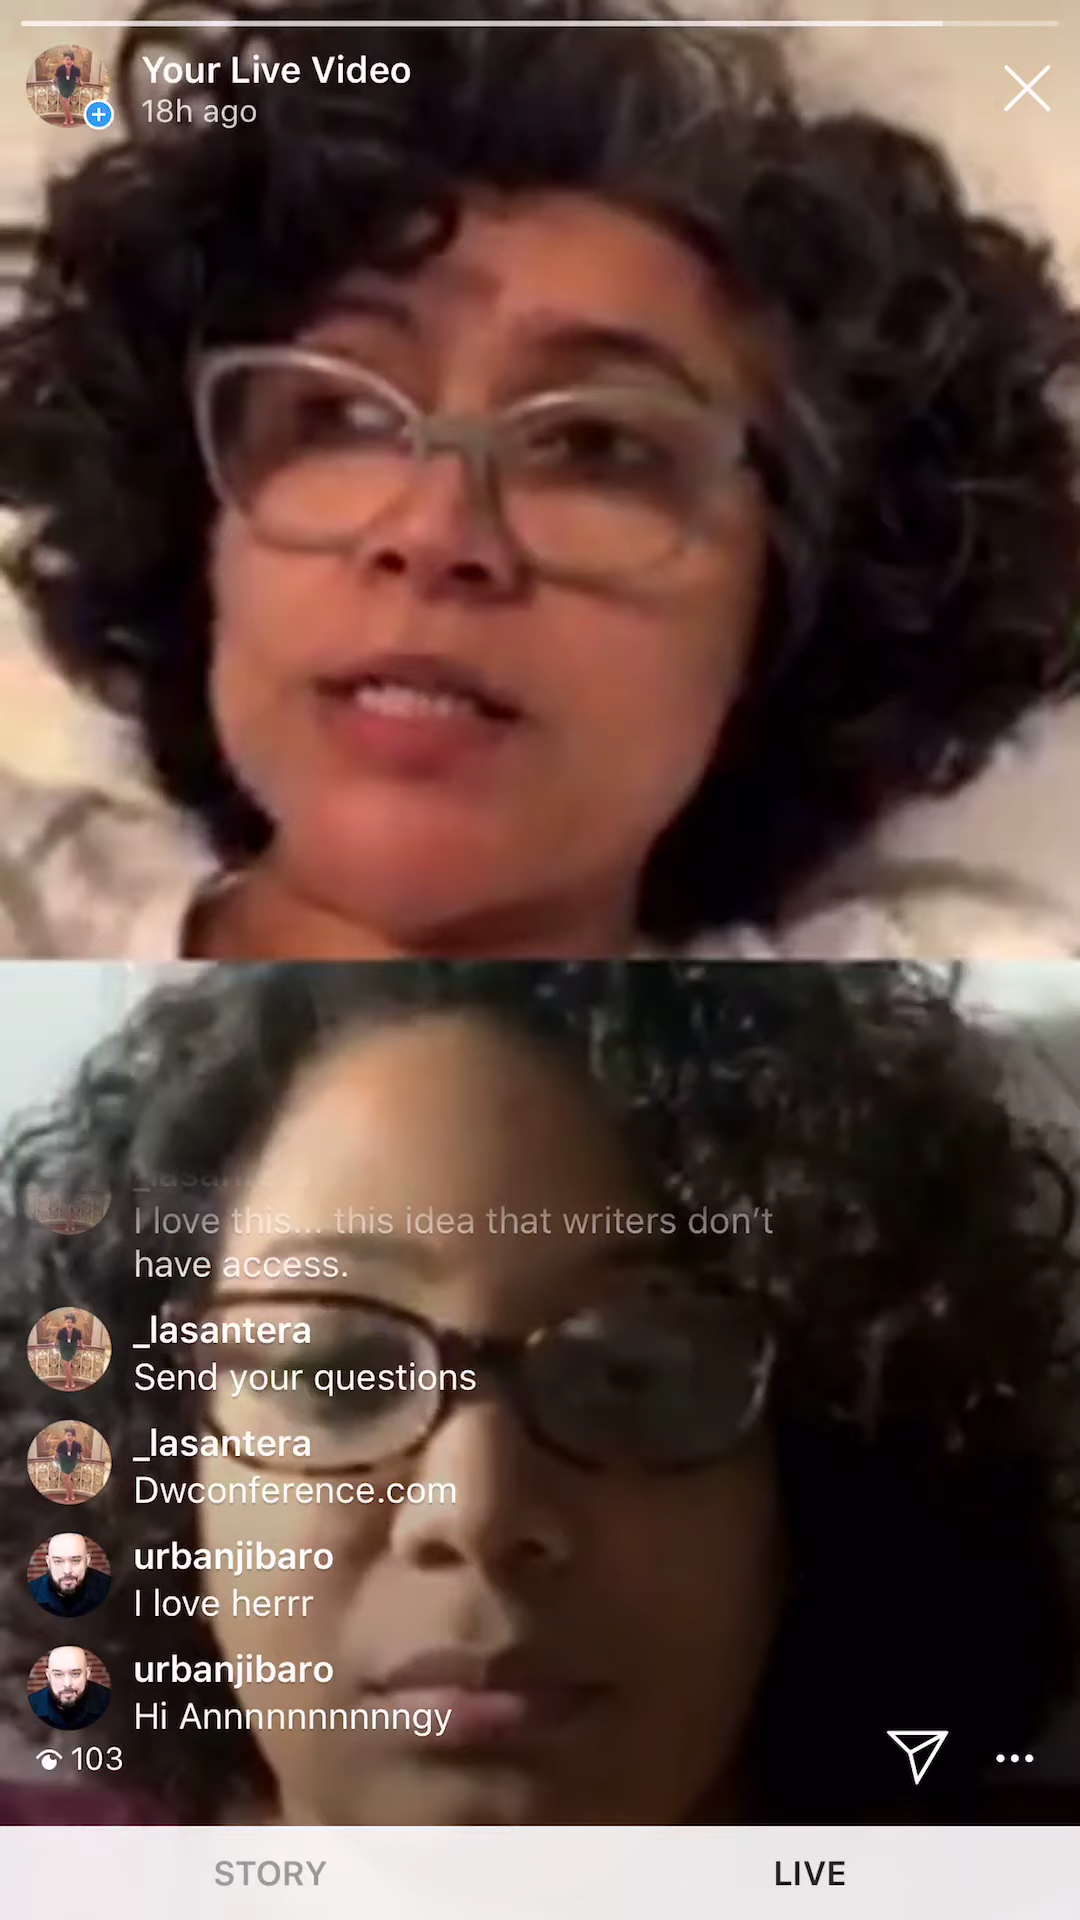 Your Live Video
18h ago
I love this... this idea that writers don't
have access.
_lasantera
Send your questions
_lasantera
Dwconference.com
urbanjibaro
I love herrr
urbanjibaro
Hi Annnnnnnnnngy
103
STORY
LIVE